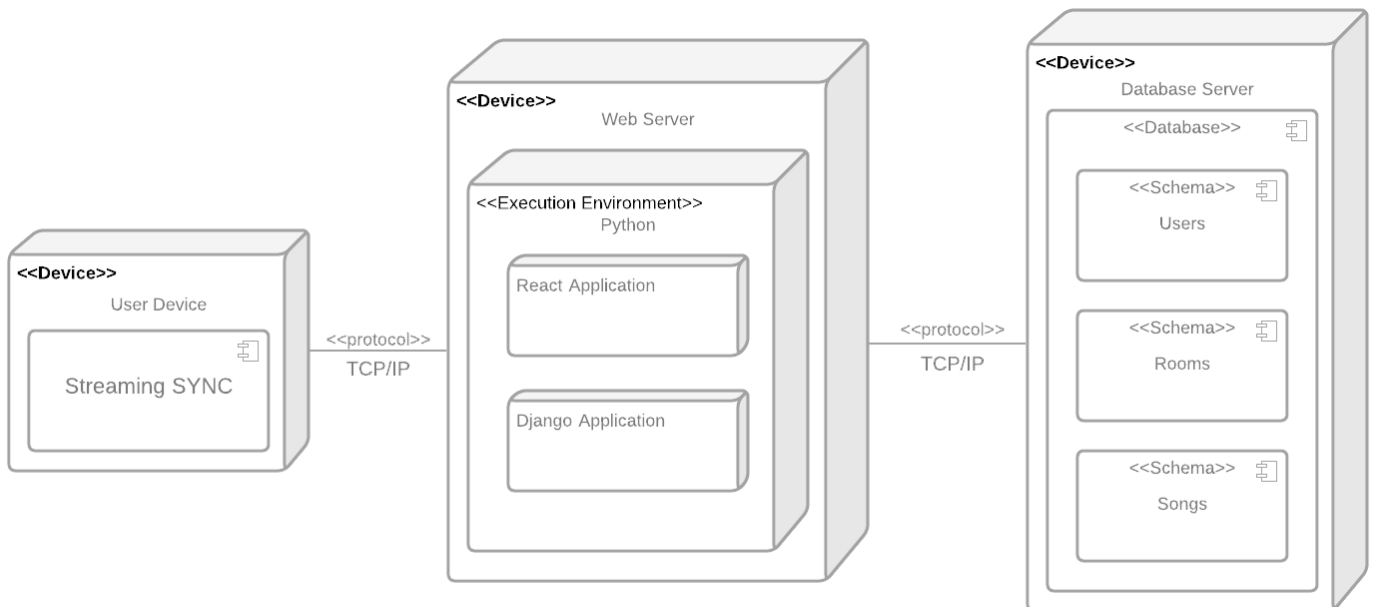 <<Device>>
User Device
Streaming SYNC
<<protocol>>
TCP/IP
<<Device>>
Web Server
<<Execution Environment>>
Python
React Application
Django Application
<<protocol>>
TCP/IP
<<Device>>
Database Server
<<Database>>
<<Schema>>
Users
<<Schema>>
Rooms
<<Schema>>
Songs